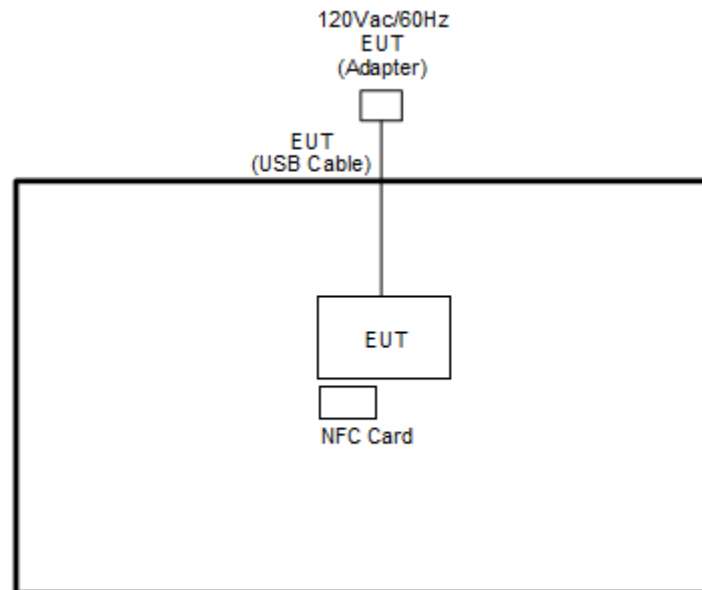 120Vac/60Hz
EUT
(Adapter)
EUT
(USB Cable)
EUT
NFC Card